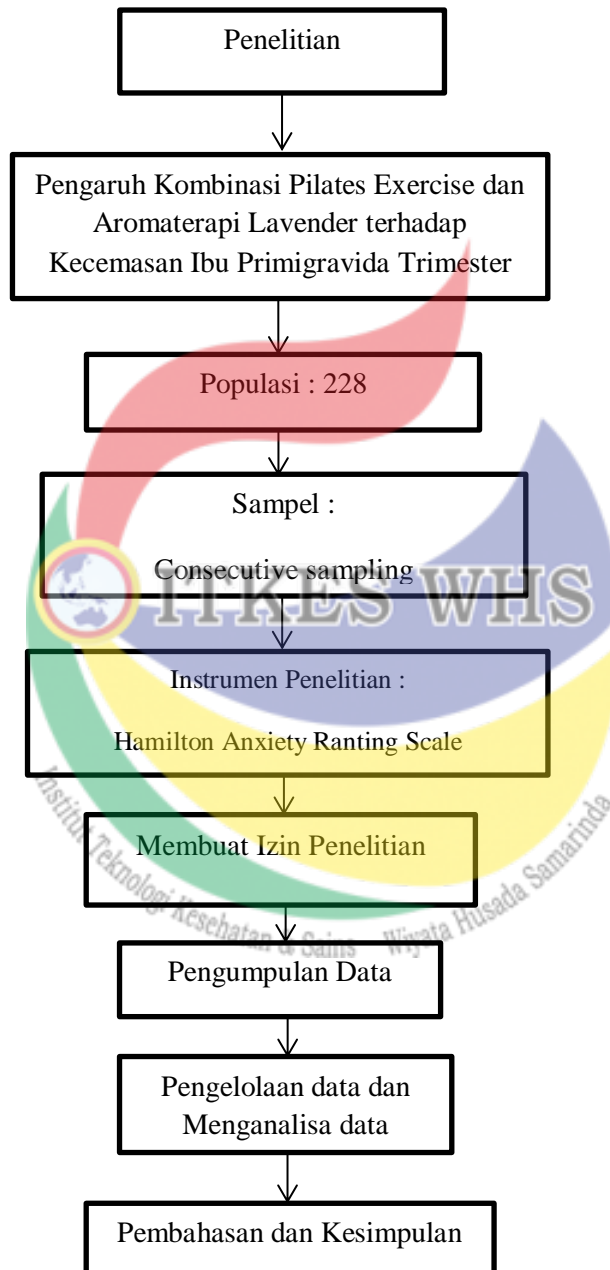 Penelitian
Pengaruh Kombinasi Pilates Exercise dan
Aromaterapi Lavender terhadap
Kecemasan Ibu Primigravida Trimester
Populasi : 228
Sampel :
Consecutive sampling
ITKES WHS
Instrumen Penelitian :
Hamilton Anxiety Ranting Scale
Membuat Izin Penelitian
Institut Teknologi Kesehatan & Sains Wiyata Husada Samarinda
Pengumpulan Data
Pengelolaan data dan
Menganalisa data
Pembahasan dan Kesimpulan